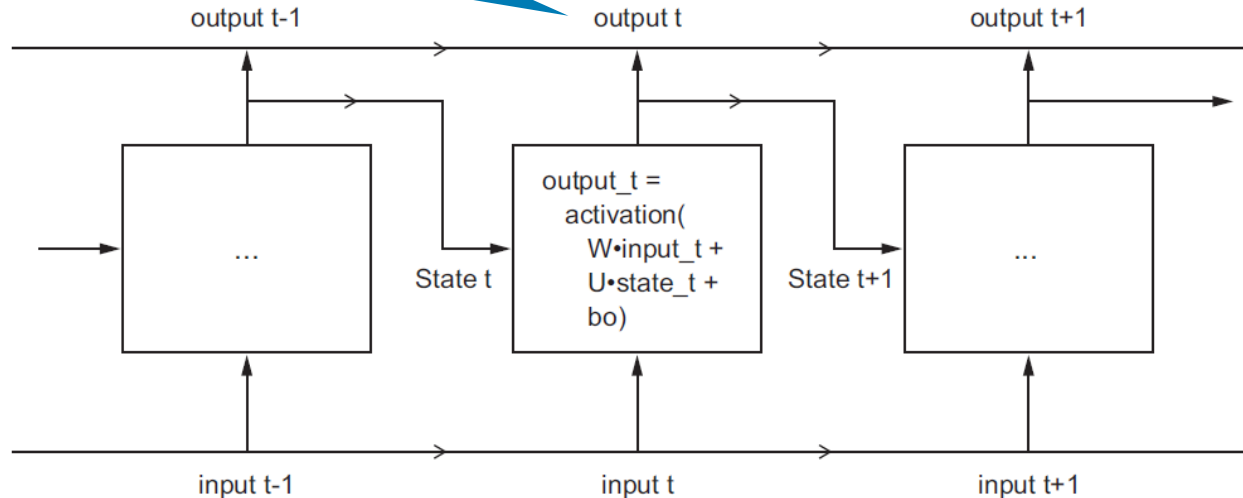 output t-1
output t
output t+1
output_t =
activation(
W•input_t +
U•state_t +
bo)
...
...
State t
State t+1
input t-1
input t
input t+1